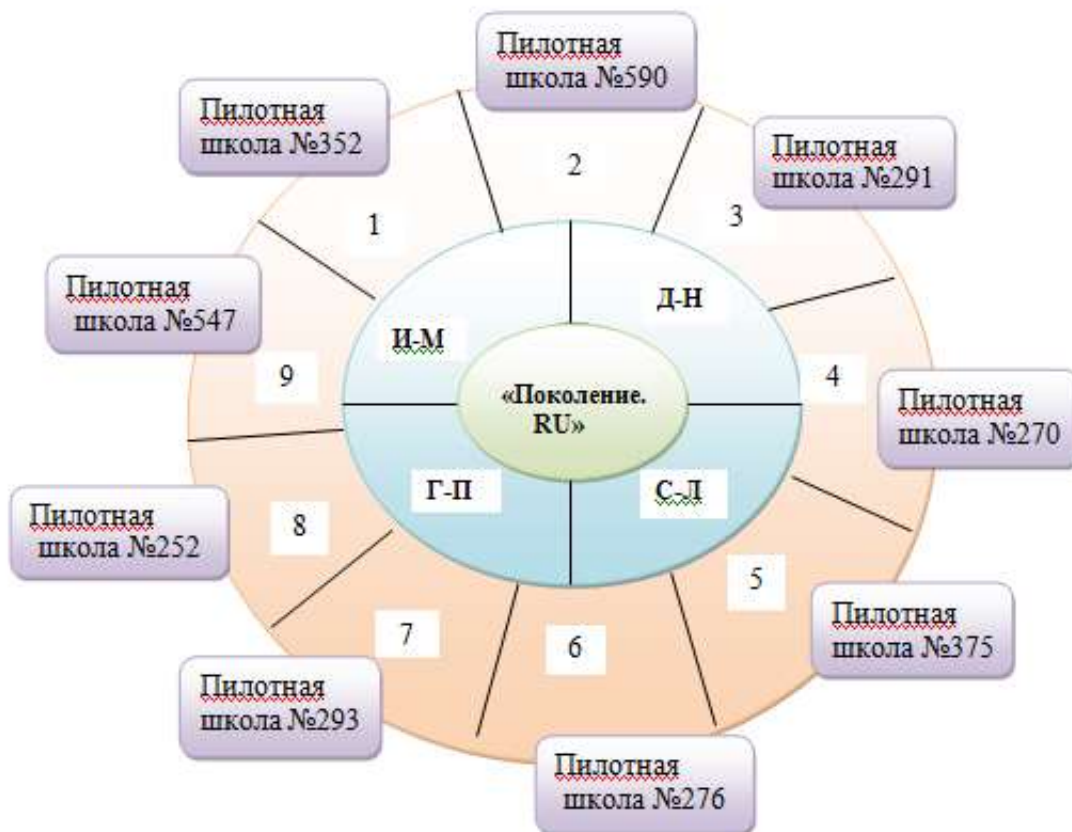 Пилотная
школа №590
Пилотная
школа №352
Пилотная
школа №291
2
1
3
Пилотная
школа №547
Д-Н
И-М
9
4
«Поколение.
RU»
Пилотная
школа №270
Г-П
С-Л
Пилотная
школа №252
8
5
7
6
Пилотная
школа №375
Пилотная
школа №293
Пилотная
школа №276